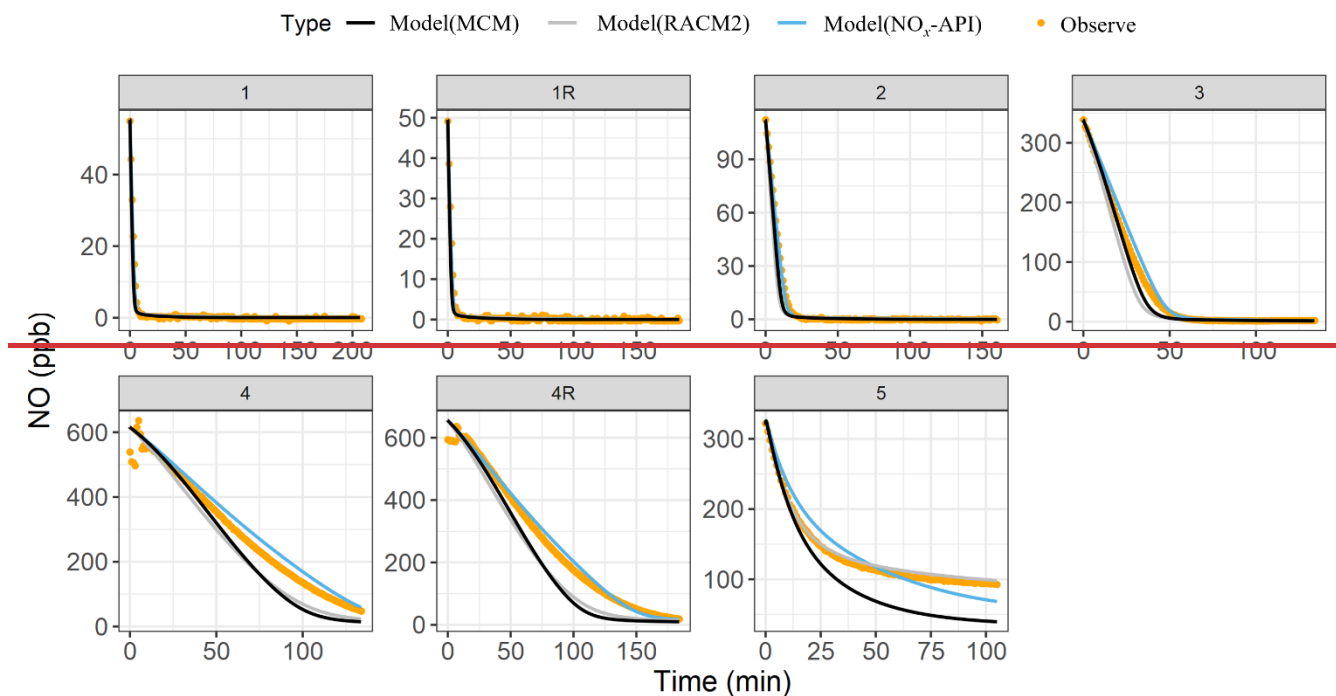 Type Model(MCM) Model(RACM2) Model(NOx-API) Observe
1 1R 2 3
40 20 0
50 40 30 20 10 0
90 60 30 0
300 200 100 0
0 50 100 150 200
0 50 100 150
0 50 100 150
0 50 100
NO (ppb)
4 4R 5
600 400 200 0
600 400 200 0
300 200 100
0 50 100
0 50 100 150
0 25 50 75 100
Time (min)